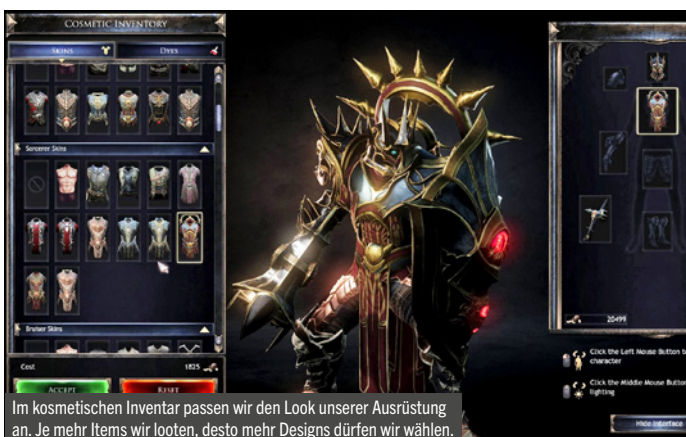 COSMETIC INVENTORY
SKINS
DYES
Sorcerer Skins
Bruiser Skins
Cost
1825
ACCEPT
RESET
20499
Click the Left Mouse Button to
character
Click the Middle Mouse Button
lighting
Hide Interface
Im kosmetischen Inventar passen wir den Look unserer Ausrüstung
an. Je mehr Items wir looten, desto mehr Designs dürfen wir wählen.